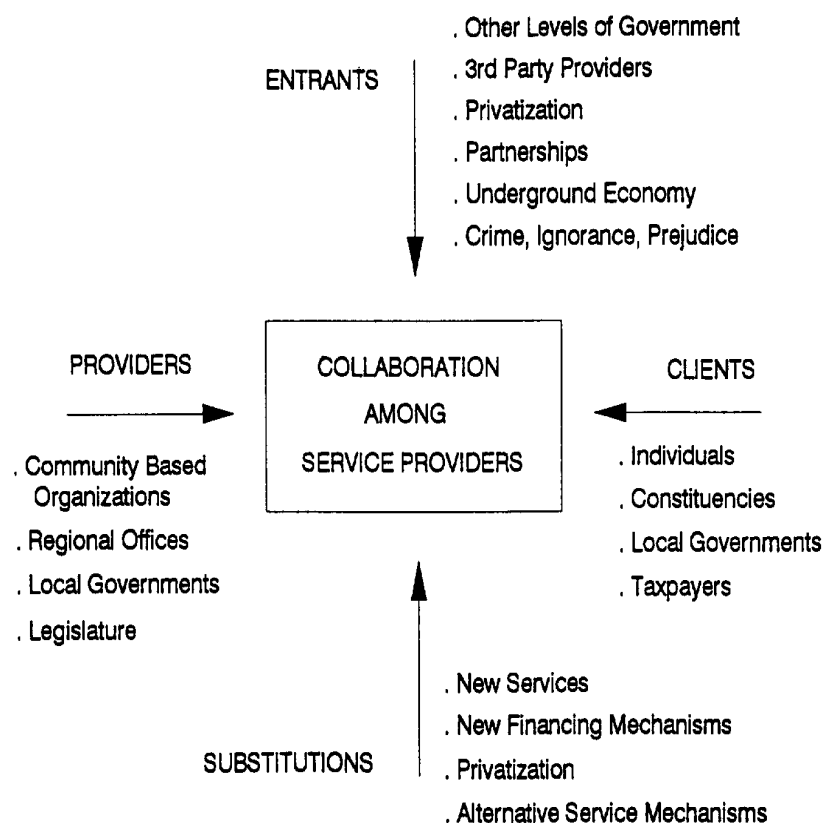 ENTRANTS
. Other Levels of Government
. 3rd Party Providers
. Privatization
. Partnerships
. Underground Economy
. Crime, Ignorance, Prejudice
PROVIDERS
. Community Based
Organizations
. Regional Offices
. Local Governments
. Legislature
COLLABORATION
AMONG
SERVICE PROVIDERS
CLIENTS
. Individuals
. Constituencies
. Local Governments
. Taxpayers
SUBSTITUTIONS
. New Services
. New Financing Mechanisms
. Privatization
. Alternative Service Mechanisms